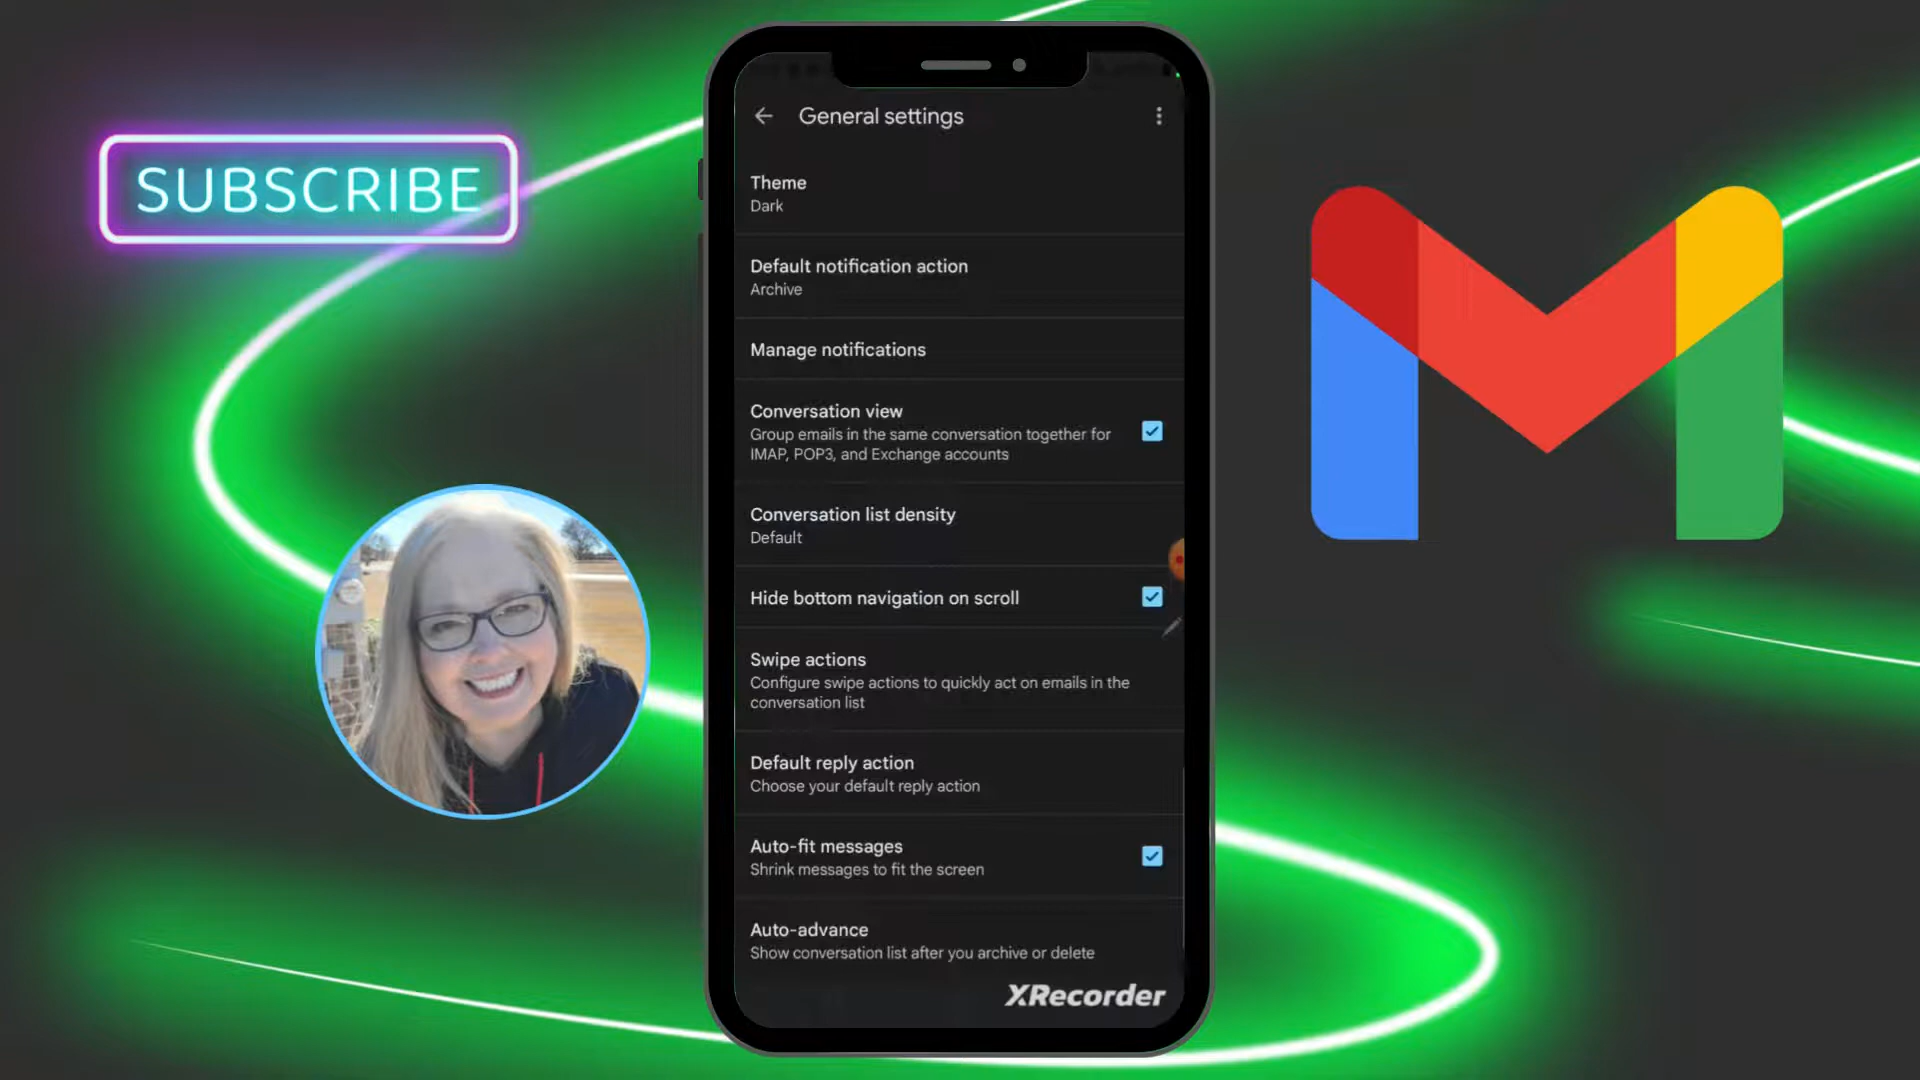 SUBSCRIBE
General settings
Theme
Dark
Default notification action
Archive
Manage notifications
Conversation view
Group emails in the same conversation together for
IMAP, POP3, and Exchange accounts
Conversation list density
Default
Hide bottom navigation on scroll
Swipe actions
Configure swipe actions to quickly act on emails in the
conversation list
Default reply action
Choose your default reply action
Auto-fit messages
Shrink messages to fit the screen
Auto-advance
Show conversation list after you archive or delete
XRecorder